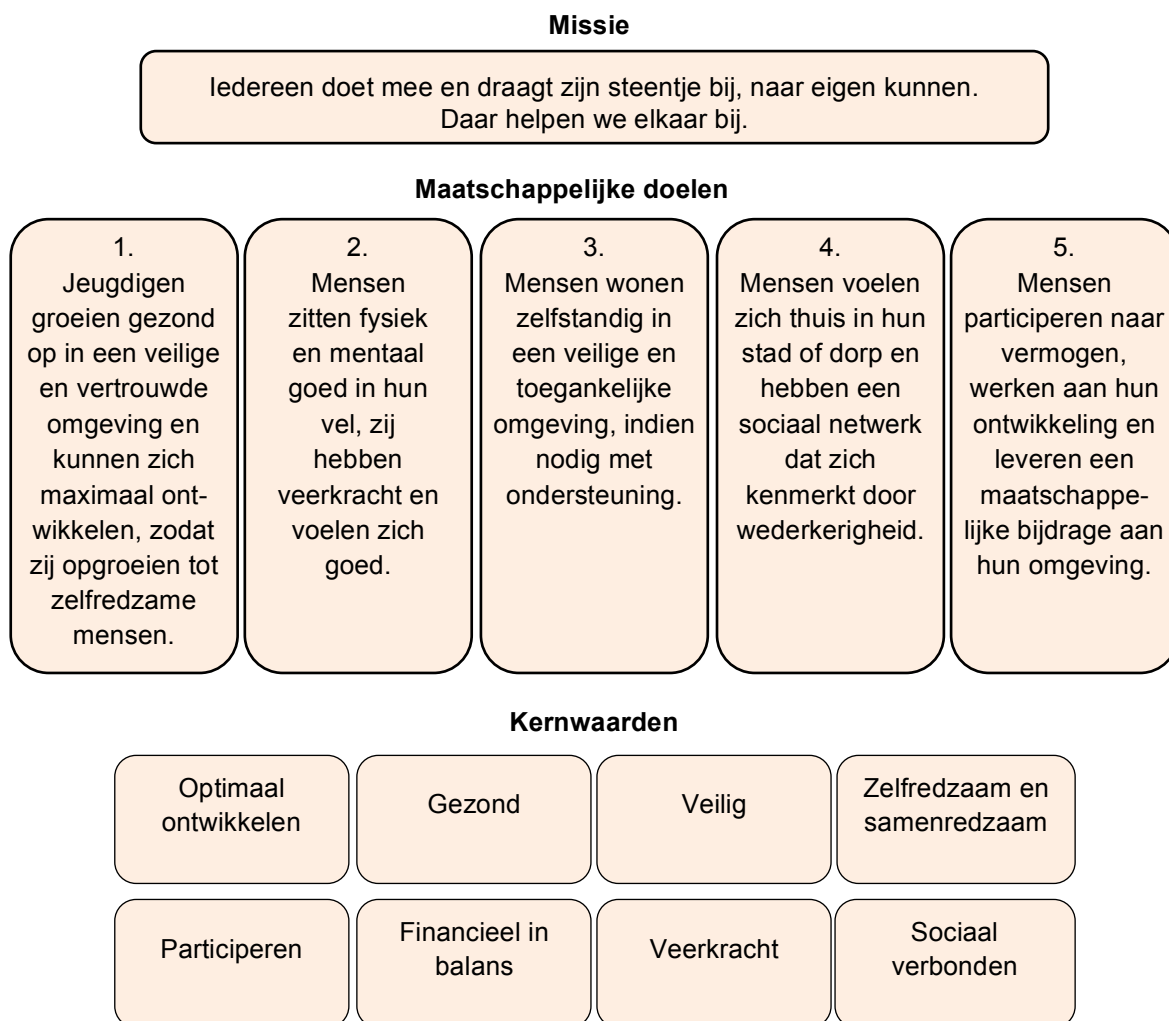 Missie
Iedereen doet mee en draagt zijn steentje bij, naar eigen kunnen.
Daar helpen we elkaar bij.
Maatschappelijke doelen
1.
Jeugdigen
groeien gezond
op in een veilige
en vertrouwde
omgeving en
kunnen zich
maximaal ont-
wikkelen, zodat
zij opgroeien tot
zelfredzame
mensen.
2.
Mensen
zitten fysiek
en mentaal
goed in hun
vel, zij
hebben
veerkracht en
voelen zich
goed.
3.
Mensen wonen
zelfstandig in
een veilige en
toegankelijke
omgeving, indien
nodig met
ondersteuning.
4.
Mensen voelen
zich thuis in hun
stad of dorp en
hebben een
sociaal netwerk
dat zich
kenmerkt door
wederkerigheid.
5.
Mensen
participeren naar
vermogen,
werken aan hun
ontwikkeling en
leveren een
maatschappe-
lijke bijdrage aan
hun omgeving.
Kernwaarden
Optimaal
ontwikkelen
Gezond
Veilig
Zelfredzaam en
samenredzaam
Participeren
Financieel in
balans
Veerkracht
Sociaal
verbonden